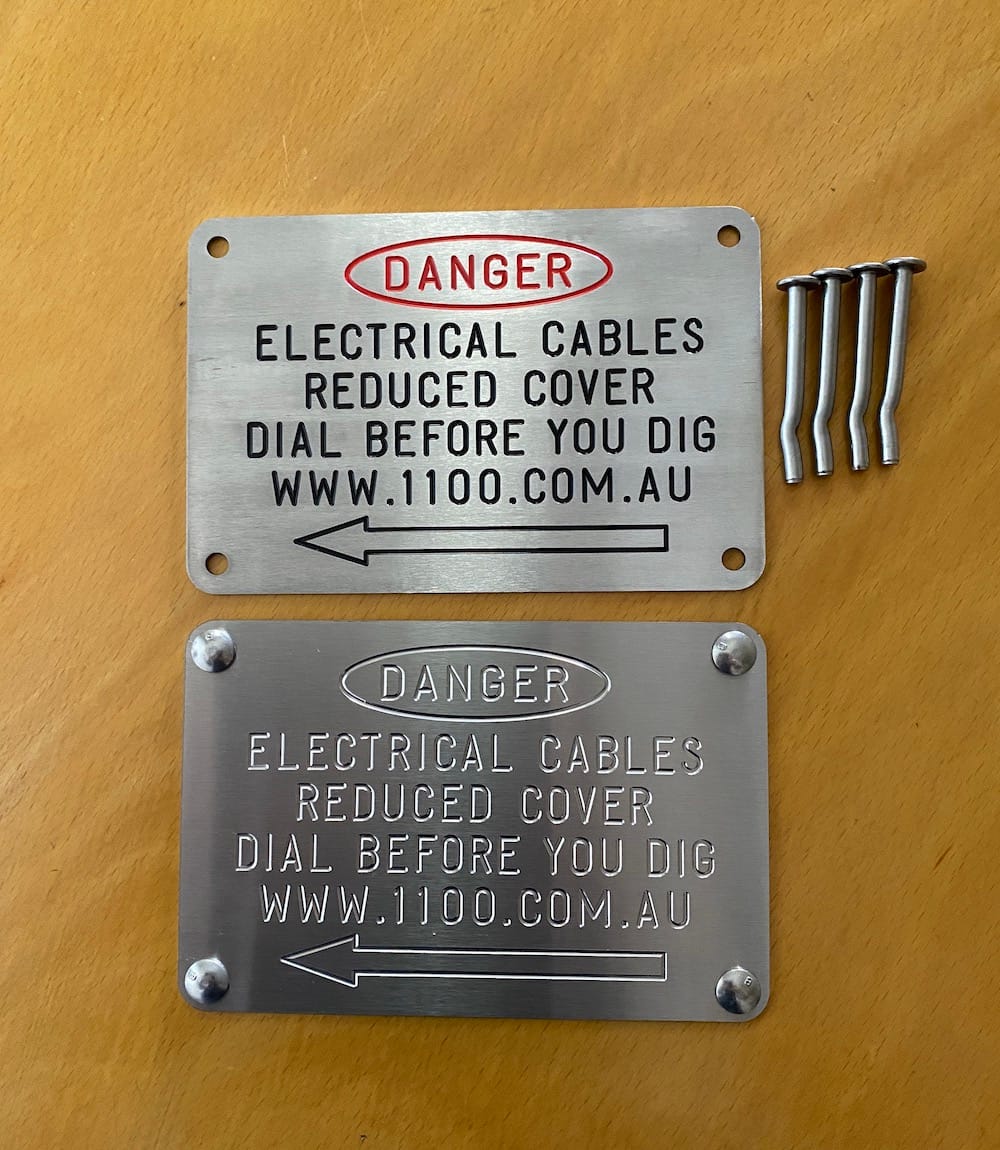 DANGER
ELECTRICAL CABLES
REDUCED COVER
DIAL BEFORE YOU DIG
WWW.1100.COM.AU
DANGER
ELECTRICAL CABLES
REDUCED COVER
DIAL BEFORE YOU DIG
WWW.1100.COM.AU